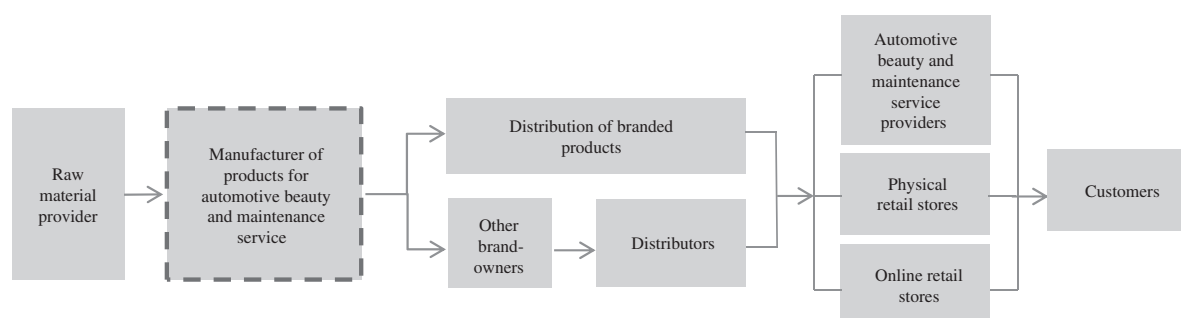 Raw
material
provider
Manufacturer of
products for
automotive beauty
and maintenance
service
Distribution of branded
products
Other
brand-
owners
Distributors
Automotive
beauty and
maintenance
service
providers
Physical
retail stores
Online retail
stores
Customers